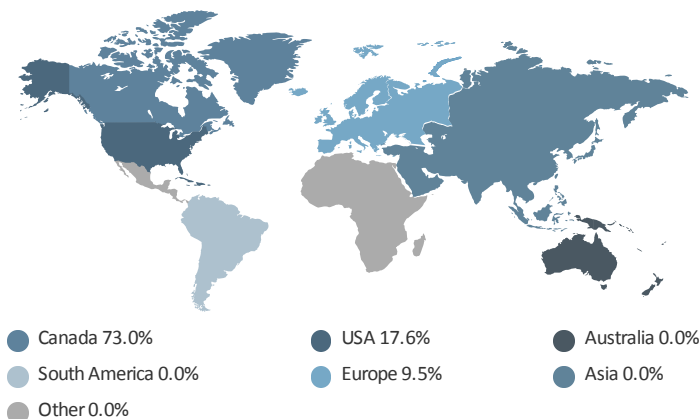 Canada 73.0%
USA 17.6%
Australia 0.0%
South America 0.0%
Europe 9.5%
Asia 0.0%
Other 0.0%